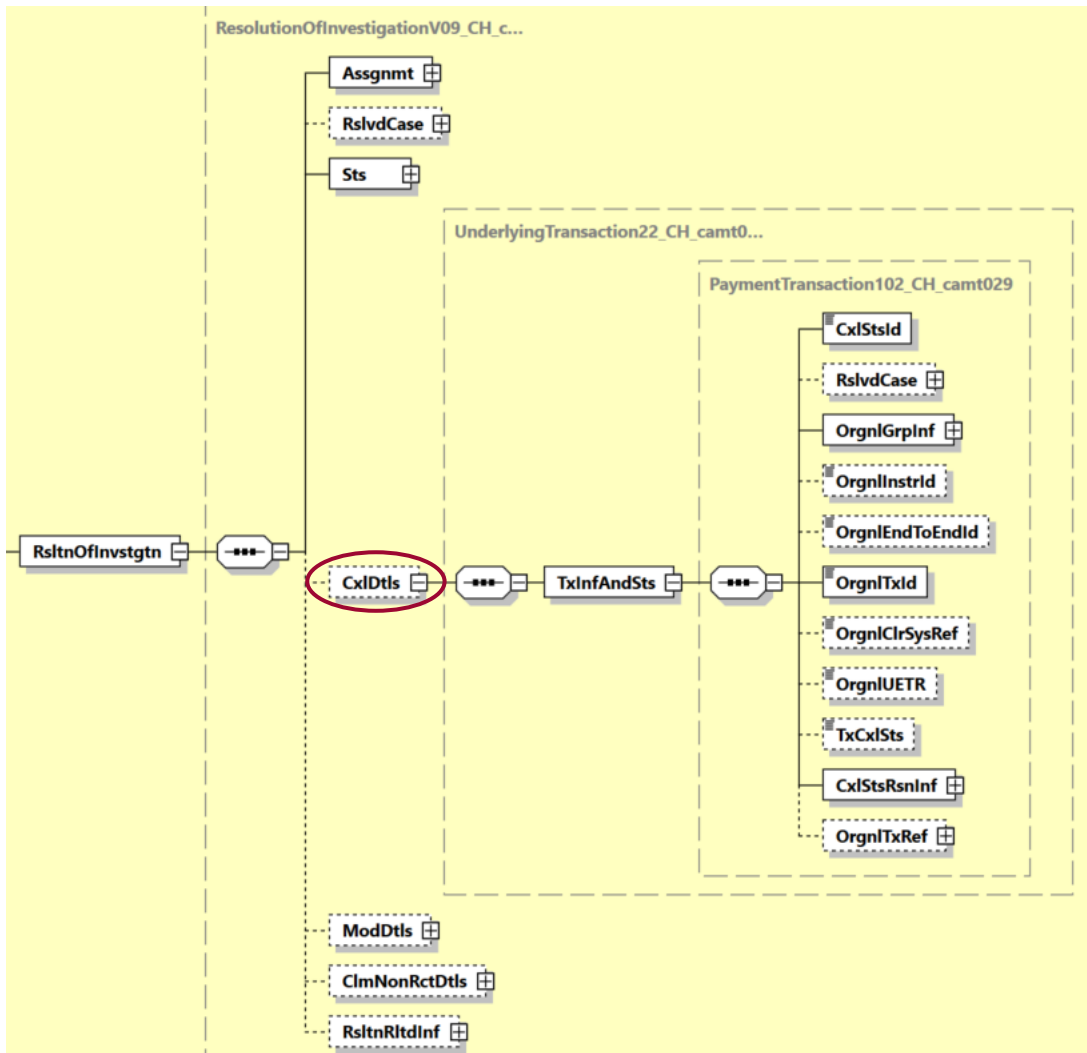 ResolutionOfInvestigationV09_CH_c...
Assgnmt
RslvdCase
Sts
UnderlyingTransaction22_CH_camt0...
PaymentTransaction102_CH_camt029
CxlStsId
RslvdCase
OrgnlGrpInf
OrgnlInstrId
OrgnlEndToEndId
RsltnOfInvstgtn
CxlDtls
TxInfAndSts
OrgnlTxId
OrgnlClrSysRef
OrgnlUETR
TxCxlSts
CxlStsRsnInf
OrgnlTxRef
ModDtls
ClmNonRctDtls
RsltnRltdInf